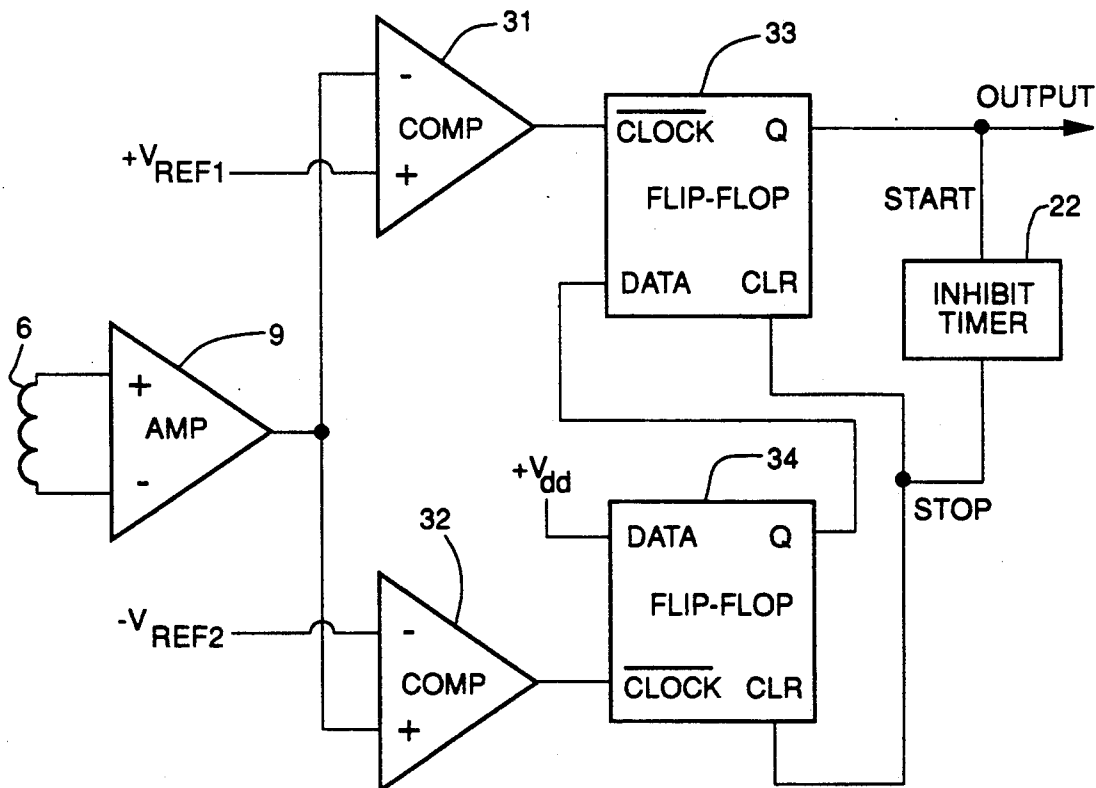 31
-
COMP
+
+VREF1
33
CLOCK Q
FLIP-FLOP
DATA CLR
OUTPUT
START
22
INHIBIT
TIMER
STOP
6
9
+
AMP
-
+Vdd
34
DATA Q
FLIP-FLOP
CLOCK CLR
32
-VREF2
-
COMP
+